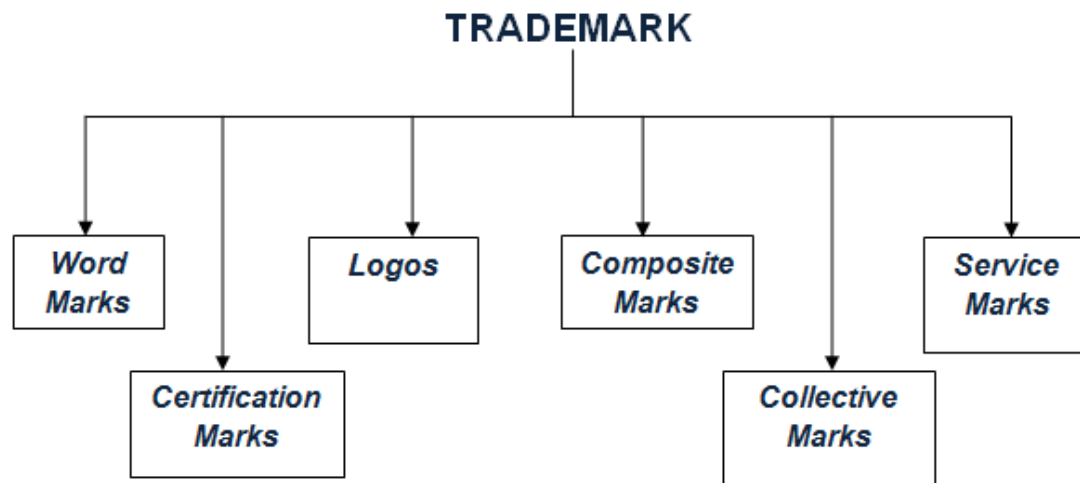 TRADEMARK
Word
Marks
Logos
Composite
Marks
Service
Marks
Certification
Marks
Collective
Marks